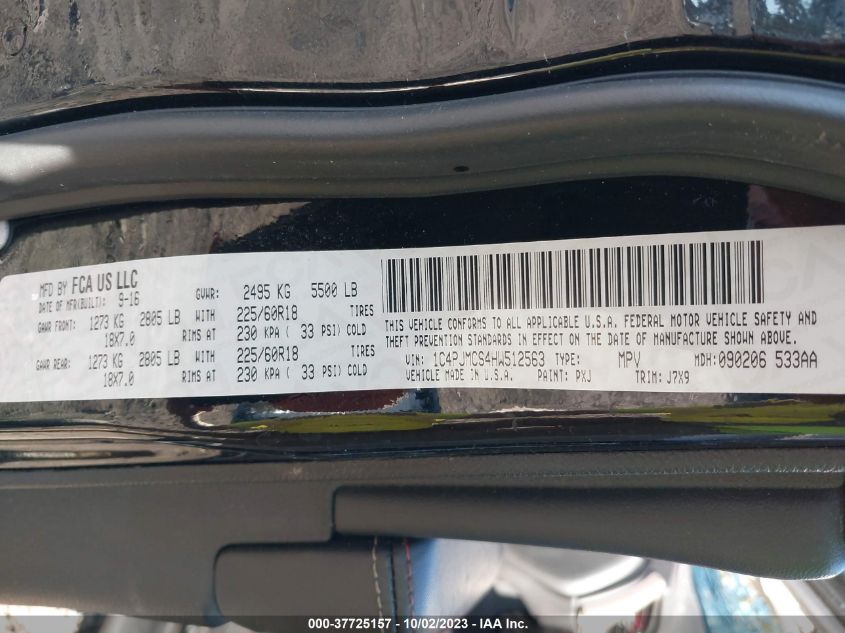 MFD BY FCA US LLC
DATE OF MFR(BUILT): 9-16
GVWR: 2495 KG 5500 LB
GAWR FRONT: 1273 KG 2805 LB WITH 225/60R18 TIRES
18X7.0 RIMS AT 230 KPA ( 33 PSI) COLD
GAWR REAR: 1273 KG 2805 LB WITH 225/60R18 TIRES
18X7.0 RIMS AT 230 KPA ( 33 PSI) COLD
THIS VEHICLE CONFORMS TO ALL APPLICABLE U.S.A. FEDERAL MOTOR VEHICLE SAFETY AND
THEFT PREVENTION STANDARDS IN EFFECT ON THE DATE OF MANUFACTURE SHOWN ABOVE.
VIN: 1C4PJMCS4HW512563 TYPE: MPV MDH: 090206 533AA
VEHICLE MADE IN U.S.A. PAINT: PXJ TRIM: J7X9
000-37725157 - 10/02/2023 - IAA Inc.